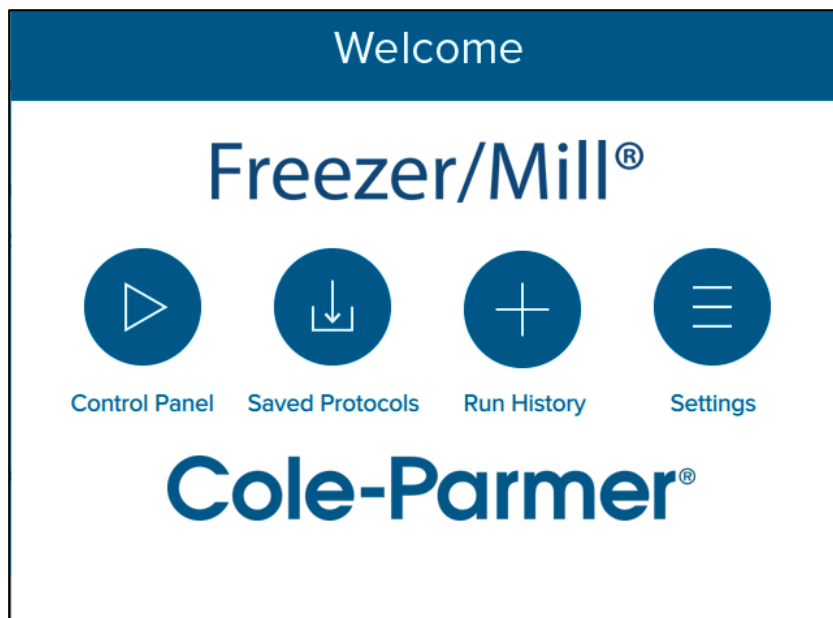 Welcome
Freezer/Mill®
Control Panel Saved Protocols Run History Settings
Cole-Parmer®